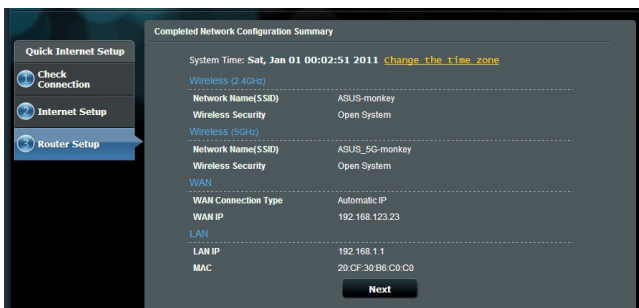 Completed Network Configuration Summary
Quick Internet Setup
1 Check Connection
2 Internet Setup
3 Router Setup
System Time: Sat, Jan 01 00:02:51 2011 Change the time zone
Wireless (2.4GHz)
Network Name(SSID) ASUS-monkey
Wireless Security Open System
Wireless (5GHz)
Network Name(SSID) ASUS_5G-monkey
Wireless Security Open System
WAN
WAN Connection Type Automatic IP
WAN IP 192.168.123.23
LAN
LAN IP 192.168.1.1
MAC 20:CF:30:B6:C0:C0
Next